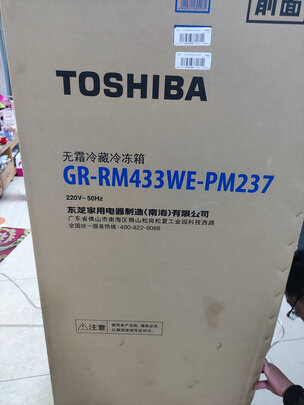 前面
TOSHIBA
无霜冷藏冷冻箱
GR-RM433WE-PM237
220V~50Hz
东芝家用电器制造(南海)有限公司
广东省佛山市南海区狮山松岗松夏工业园科技西路
全国统一服务热线:400-822-9088
注意